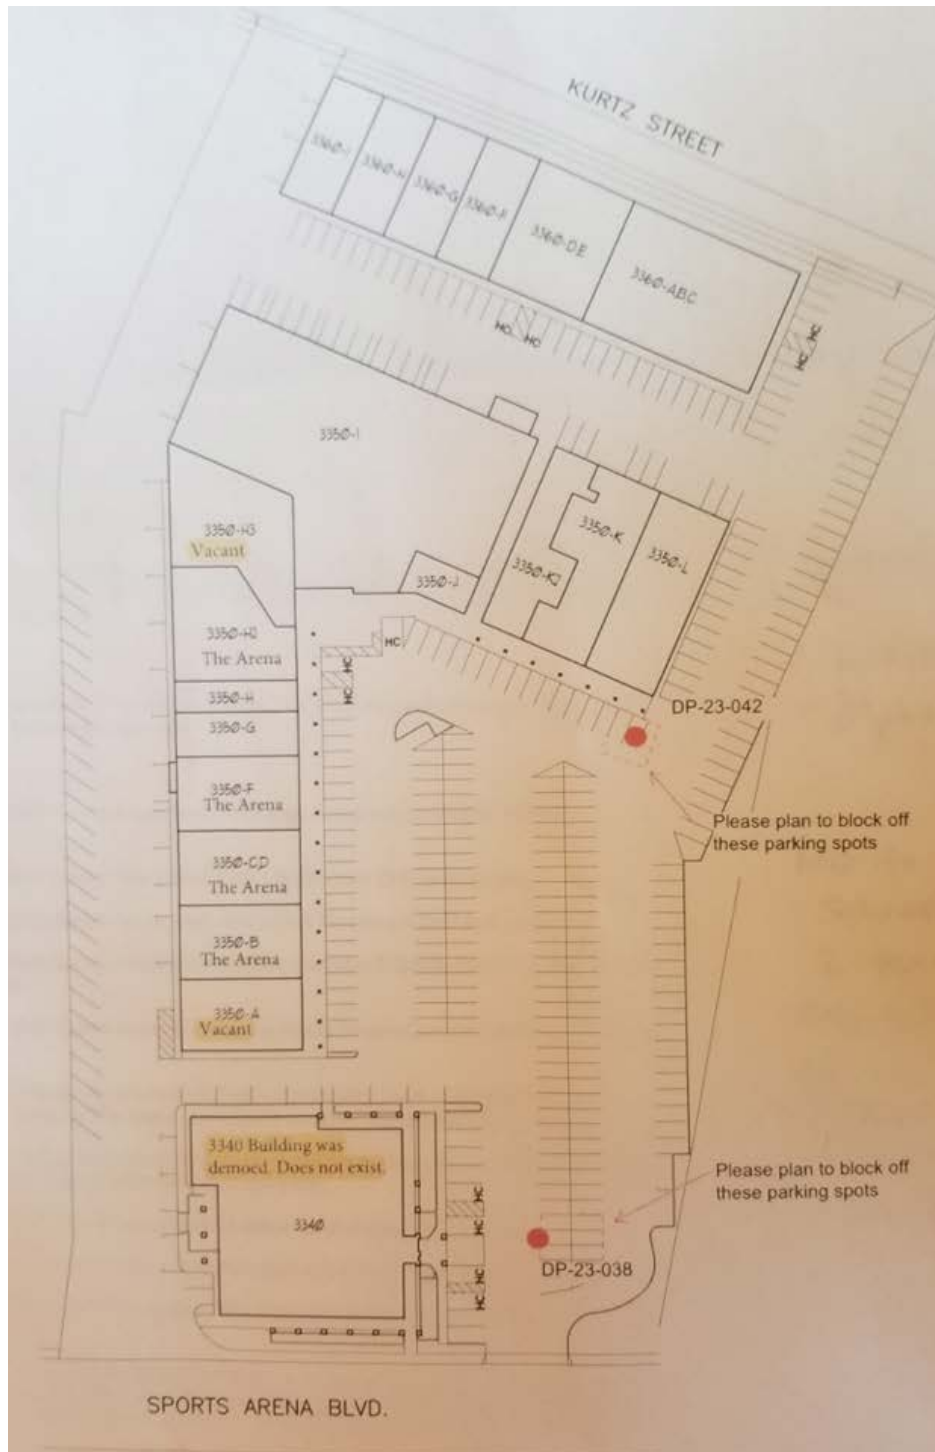 KURTZ STREET
3360-I
3360-H
3360-G
3360-F
3360-DE
3360-ABC
HC
HC
HC
HC
3350-I
3350-H3
Vacant
3350-J
3350-KJ
3350-K
3350-L
3350-H2
The Arena
HC
HC
HC
3350-H
3350-G
DP-23-042
3350-F
The Arena
Please plan to block off
these parking spots
3350-CD
The Arena
3350-B
The Arena
3350-A
Vacant
3340 Building was
demoed. Does not exist.
3340
Please plan to block off
these parking spots
HC
HC
HC
HC
DP-23-038
SPORTS ARENA BLVD.